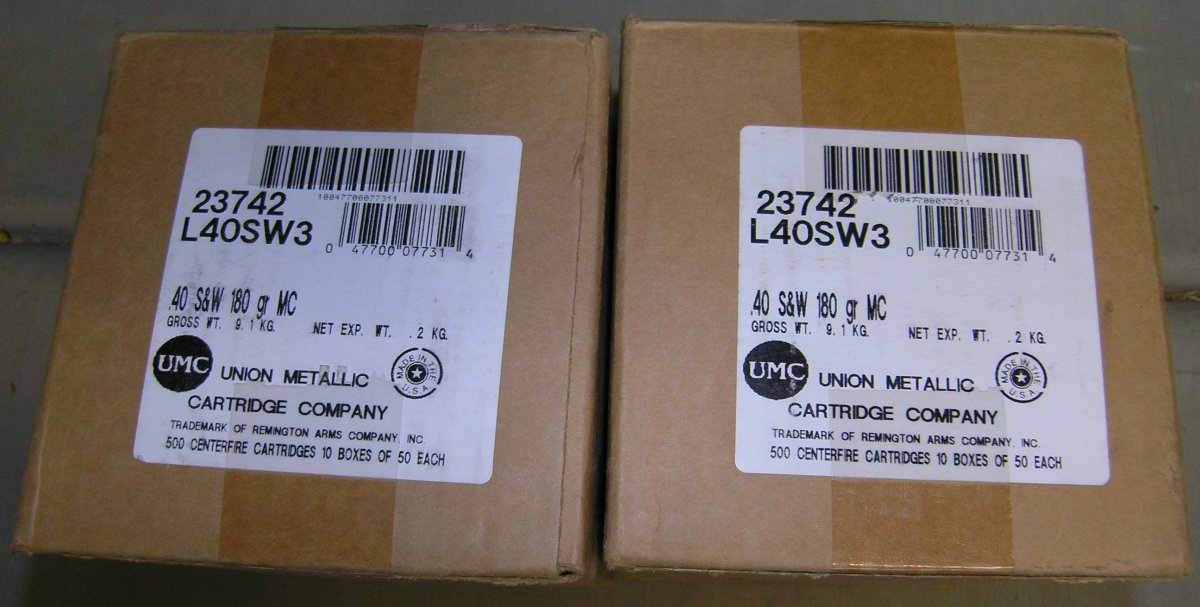 10047700077311
23742
L40SW3
0 47700 07731 4
.40 S&W 180 gr MC
GROSS WT. 9.1 KG. NET EXP. WT. .2 KG.
UMC UNION METALLIC
MADE IN THE U.S.A.
CARTRIDGE COMPANY
TRADEMARK OF REMINGTON ARMS COMPANY, INC.
500 CENTERFIRE CARTRIDGES 10 BOXES OF 50 EACH
10047700077311
23742
L40SW3
0 47700 07731 4
.40 S&W 180 gr MC
GROSS WT. 9.1 KG. NET EXP. WT. .2 KG.
UMC UNION METALLIC
MADE IN THE U.S.A.
CARTRIDGE COMPANY
TRADEMARK OF REMINGTON ARMS COMPANY, INC.
500 CENTERFIRE CARTRIDGES 10 BOXES OF 50 EACH